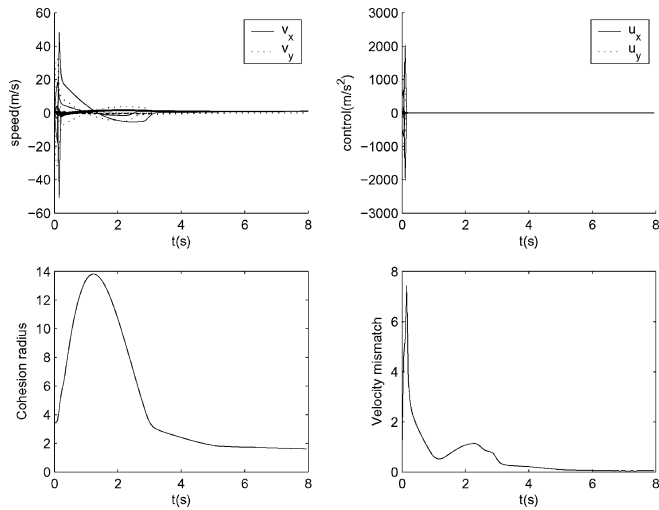 60
40
20
0
−20
−40
−60
speed(m/s)
v_x
v_y
0 2 4 6 8
t(s)
3000
2000
1000
0
−1000
−2000
−3000
control(m/s²)
u_x
u_y
0 2 4 6 8
t(s)
14
12
10
8
6
4
2
0
Cohesion radius
0 2 4 6 8
t(s)
8
6
4
2
0
Velocity mismatch
0 2 4 6 8
t(s)